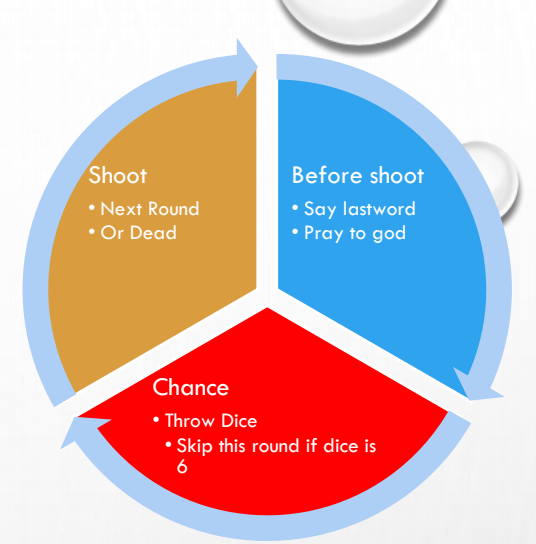 Before shoot
• Say lastword
• Pray to god
Chance
• Throw Dice
• Skip this round if dice is
6
Shoot
• Next Round
• Or Dead